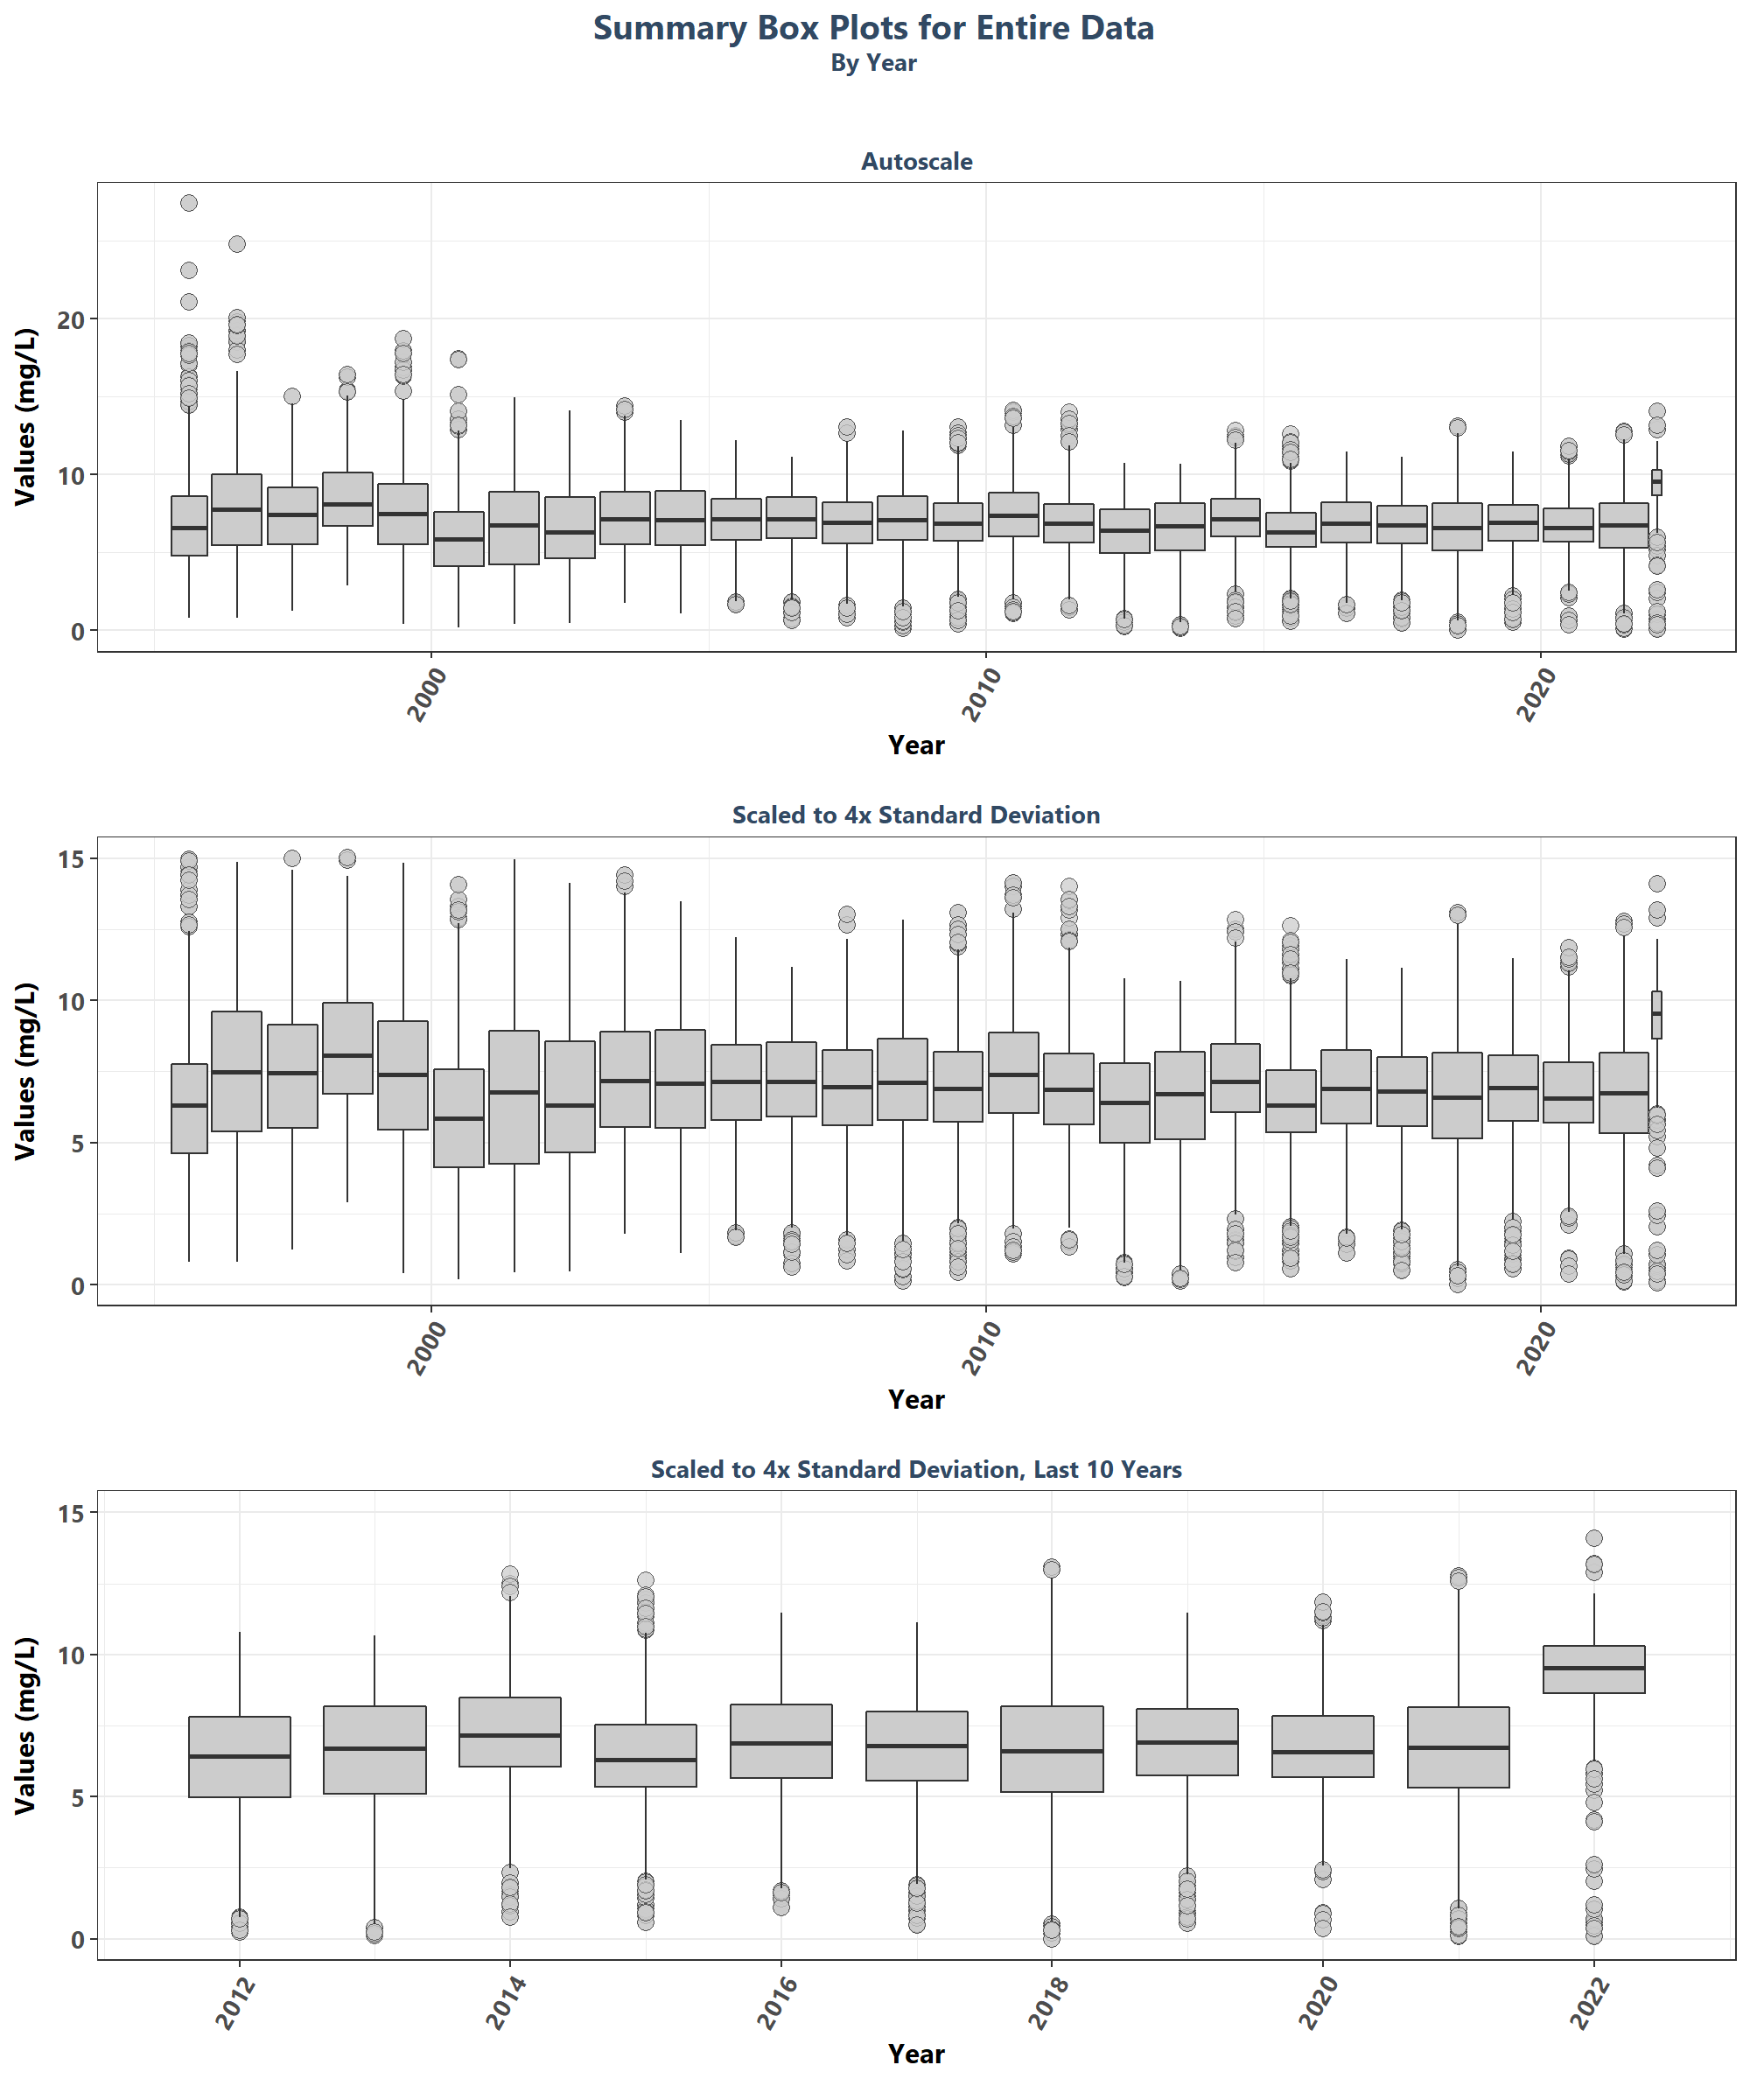 Summary Box Plots for Entire Data
By Year
Autoscale
Values (mg/L)
20
10
0
2000
2010
2020
Year
Scaled to 4x Standard Deviation
Values (mg/L)
15
10
5
0
2000
2010
2020
Year
Scaled to 4x Standard Deviation, Last 10 Years
Values (mg/L)
15
10
5
0
2012
2014
2016
2018
2020
2022
Year